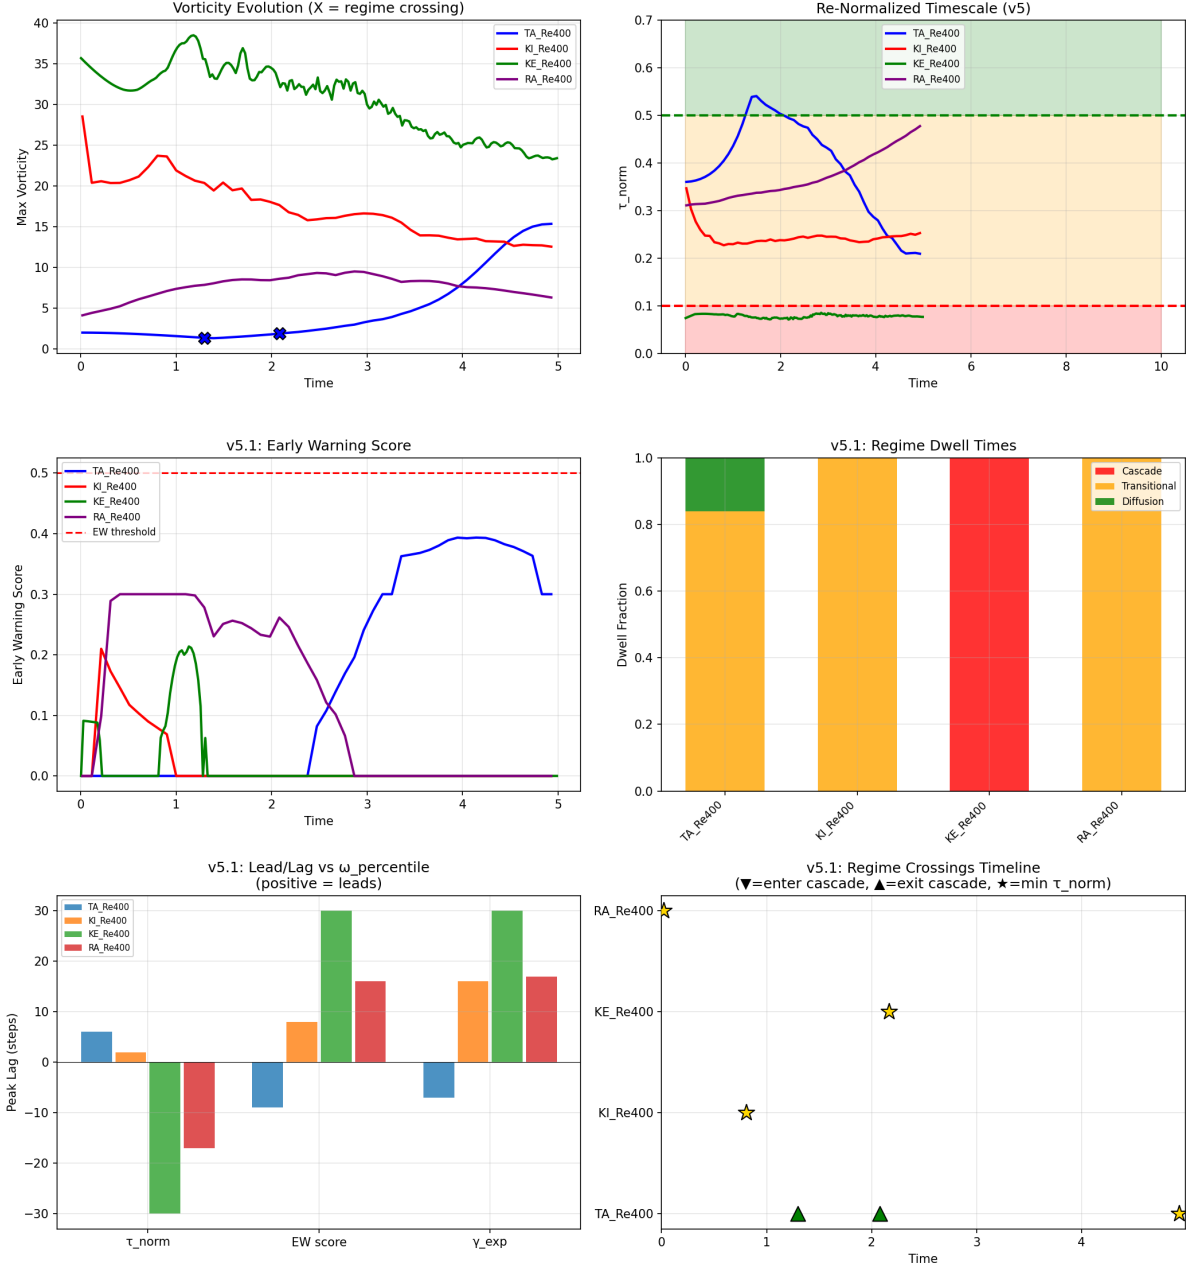 Vorticity Evolution (X = regime crossing)
Max Vorticity
40
35
30
25
20
15
10
5
0
TA_Re400
KI_Re400
KE_Re400
RA_Re400
0 1 2 3 4 5
Time
Re-Normalized Timescale (v5)
τ_norm
0.7
0.6
0.5
0.4
0.3
0.2
0.1
0.0
TA_Re400
KI_Re400
KE_Re400
RA_Re400
0 2 4 6 8 10
Time
v5.1: Early Warning Score
Early Warning Score
0.5
0.4
0.3
0.2
0.1
0.0
TA_Re400
KI_Re400
KE_Re400
RA_Re400
EW threshold
0 1 2 3 4 5
Time
v5.1: Regime Dwell Times
Dwell Fraction
1.0
0.8
0.6
0.4
0.2
0.0
Cascade
Transitional
Diffusion
TA_Re400
KI_Re400
KE_Re400
RA_Re400
v5.1: Lead/Lag vs ω_percentile
(positive = leads)
Peak Lag (steps)
30
20
10
0
−10
−20
−30
TA_Re400
KI_Re400
KE_Re400
RA_Re400
τ_norm EW score γ_exp
v5.1: Regime Crossings Timeline
(▼=enter cascade, ▲=exit cascade, ★=min τ_norm)
RA_Re400
KE_Re400
KI_Re400
TA_Re400
0 1 2 3 4
Time